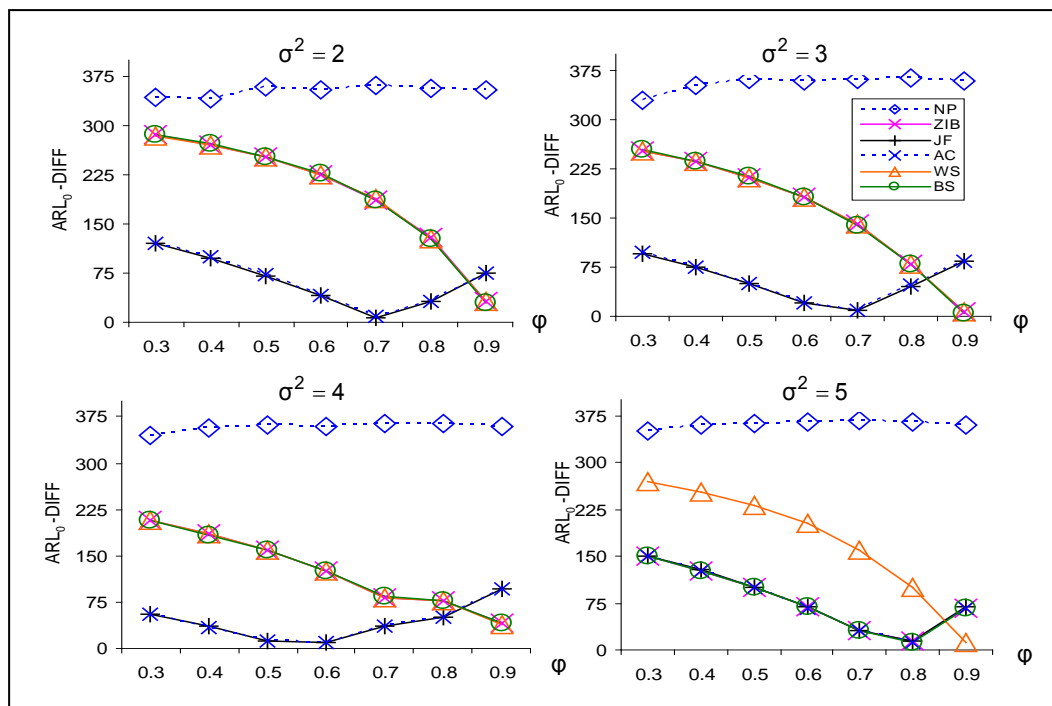 σ² = 2
375
300
225
150
75
0
ARL₀-DIFF
0.3 0.4 0.5 0.6 0.7 0.8 0.9
φ
σ² = 3
375
300
225
150
75
0
ARL₀-DIFF
NP
ZIB
JF
AC
WS
BS
0.3 0.4 0.5 0.6 0.7 0.8 0.9
φ
σ² = 4
375
300
225
150
75
0
ARL₀-DIFF
0.3 0.4 0.5 0.6 0.7 0.8 0.9
φ
σ² = 5
375
300
225
150
75
0
ARL₀-DIFF
0.3 0.4 0.5 0.6 0.7 0.8 0.9
φ